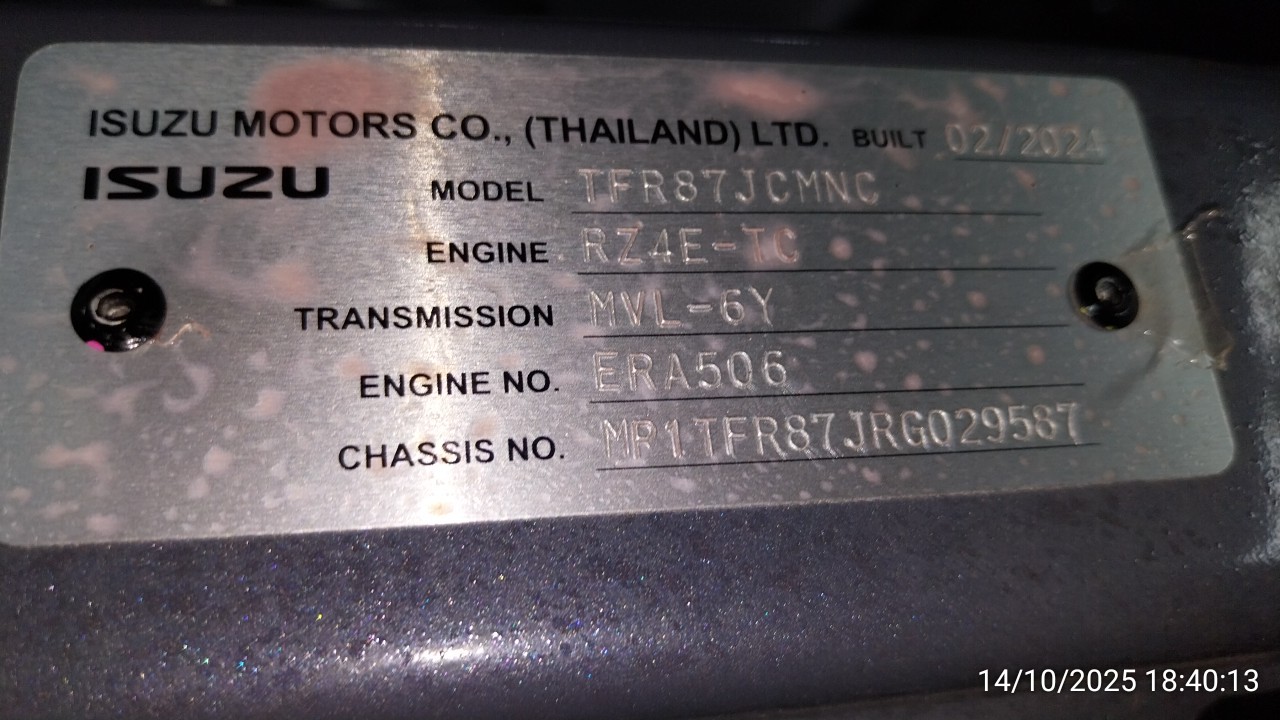 ISUZU MOTORS CO., (THAILAND) LTD. BUILT 02/2024
ISUZU MODEL TFR87JCMNC
ENGINE RZ4E-TC
TRANSMISSION MVL-6Y
ENGINE NO. ERA506
CHASSIS NO. MP1TFR87JRG029587
14/10/2025 18:40:13